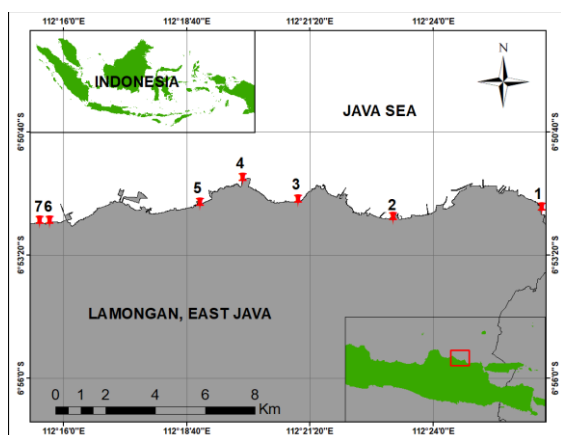 112°16'0"E 112°18'40"E 112°21'20"E 112°24'0"E
INDONESIA
N
JAVA SEA
6°50'40"S
6°50'40"S
4
5
3
1
2
76
6°53'20"S
6°53'20"S
LAMONGAN, EAST JAVA
6°56'0"S
6°56'0"S
0 1 2 4 6 8
Km
112°16'0"E 112°18'40"E 112°21'20"E 112°24'0"E